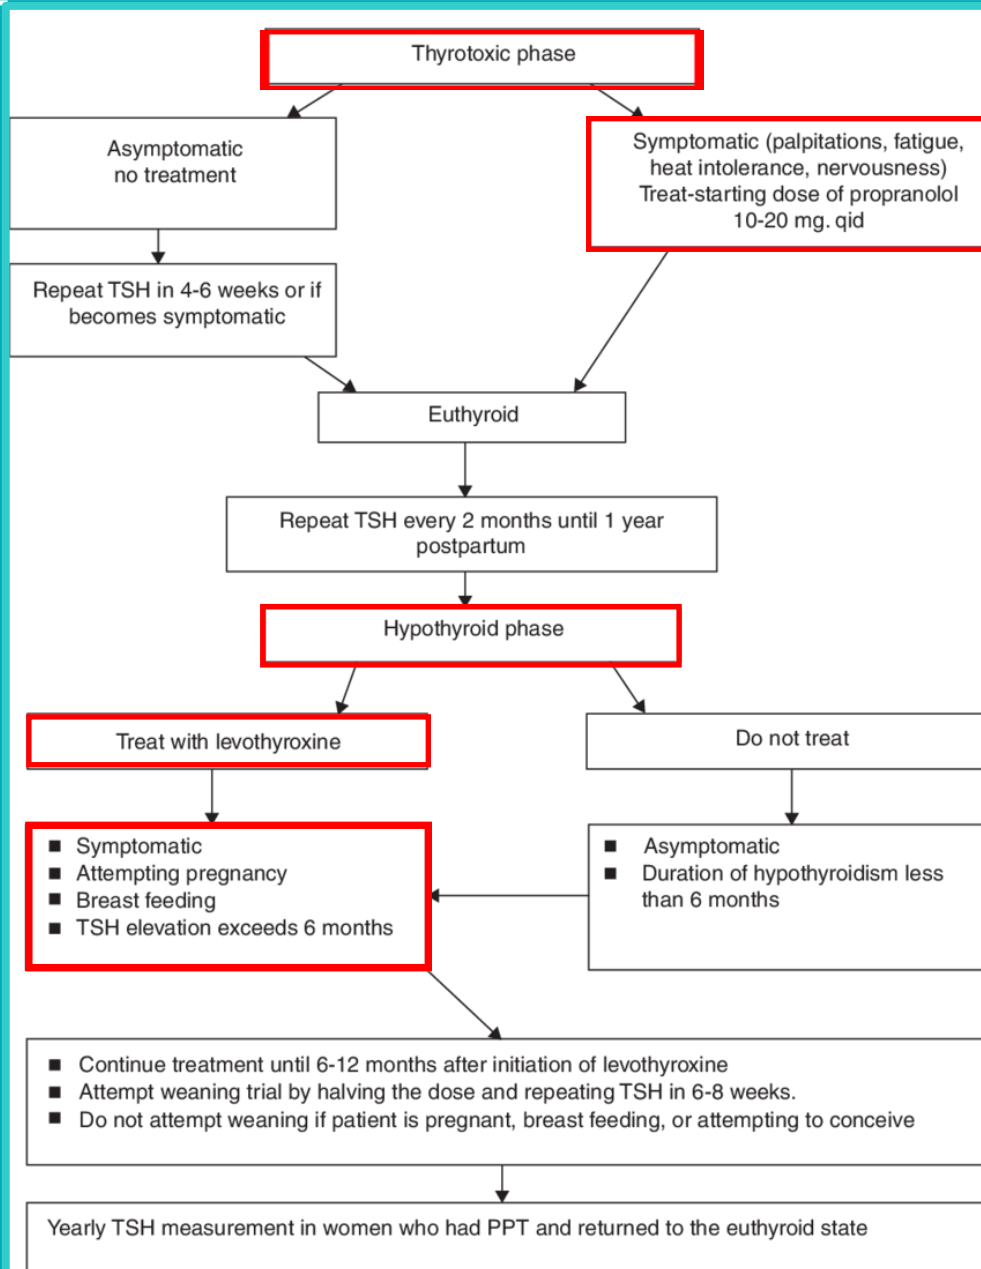 Thyrotoxic phase
Asymptomatic
no treatment
Symptomatic (palpitations, fatigue,
heat intolerance, nervousness)
Treat-starting dose of propranolol
10-20 mg. qid
Repeat TSH in 4-6 weeks or if
becomes symptomatic
Euthyroid
Repeat TSH every 2 months until 1 year
postpartum
Hypothyroid phase
Treat with levothyroxine
Do not treat
■ Symptomatic
■ Attempting pregnancy
■ Breast feeding
■ TSH elevation exceeds 6 months
■ Asymptomatic
■ Duration of hypothyroidism less
than 6 months
■ Continue treatment until 6-12 months after initiation of levothyroxine
■ Attempt weaning trial by halving the dose and repeating TSH in 6-8 weeks.
■ Do not attempt weaning if patient is pregnant, breast feeding, or attempting to conceive
Yearly TSH measurement in women who had PPT and returned to the euthyroid state